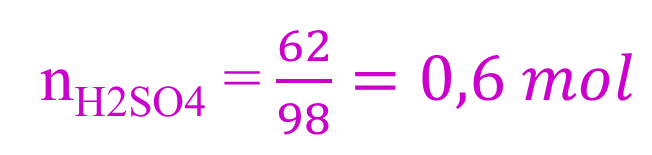 n_H2SO4 = 62/98 = 0,6 mol